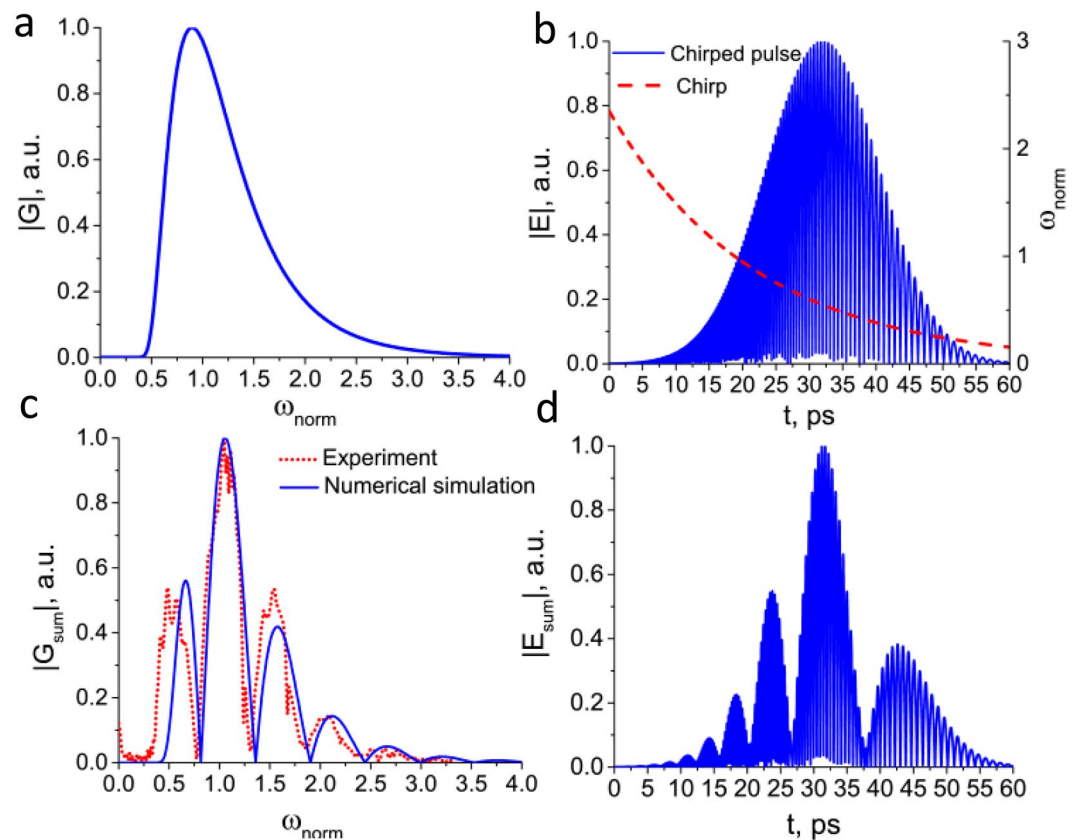 a
|G|, a.u.
1.0
0.8
0.6
0.4
0.2
0.0
0.0 0.5 1.0 1.5 2.0 2.5 3.0 3.5 4.0
ω_norm
b
|E|, a.u.
1.0
0.8
0.6
0.4
0.2
0.0
Chirped pulse
Chirp
3
2
1
0
ω_norm
0 5 10 15 20 25 30 35 40 45 50 55 60
t, ps
c
|G_sum|, a.u.
1.0
0.8
0.6
0.4
0.2
0.0
Experiment
Numerical simulation
0.0 0.5 1.0 1.5 2.0 2.5 3.0 3.5 4.0
ω_norm
d
|E_sum|, a.u.
1.0
0.8
0.6
0.4
0.2
0.0
0 5 10 15 20 25 30 35 40 45 50 55 60
t, ps